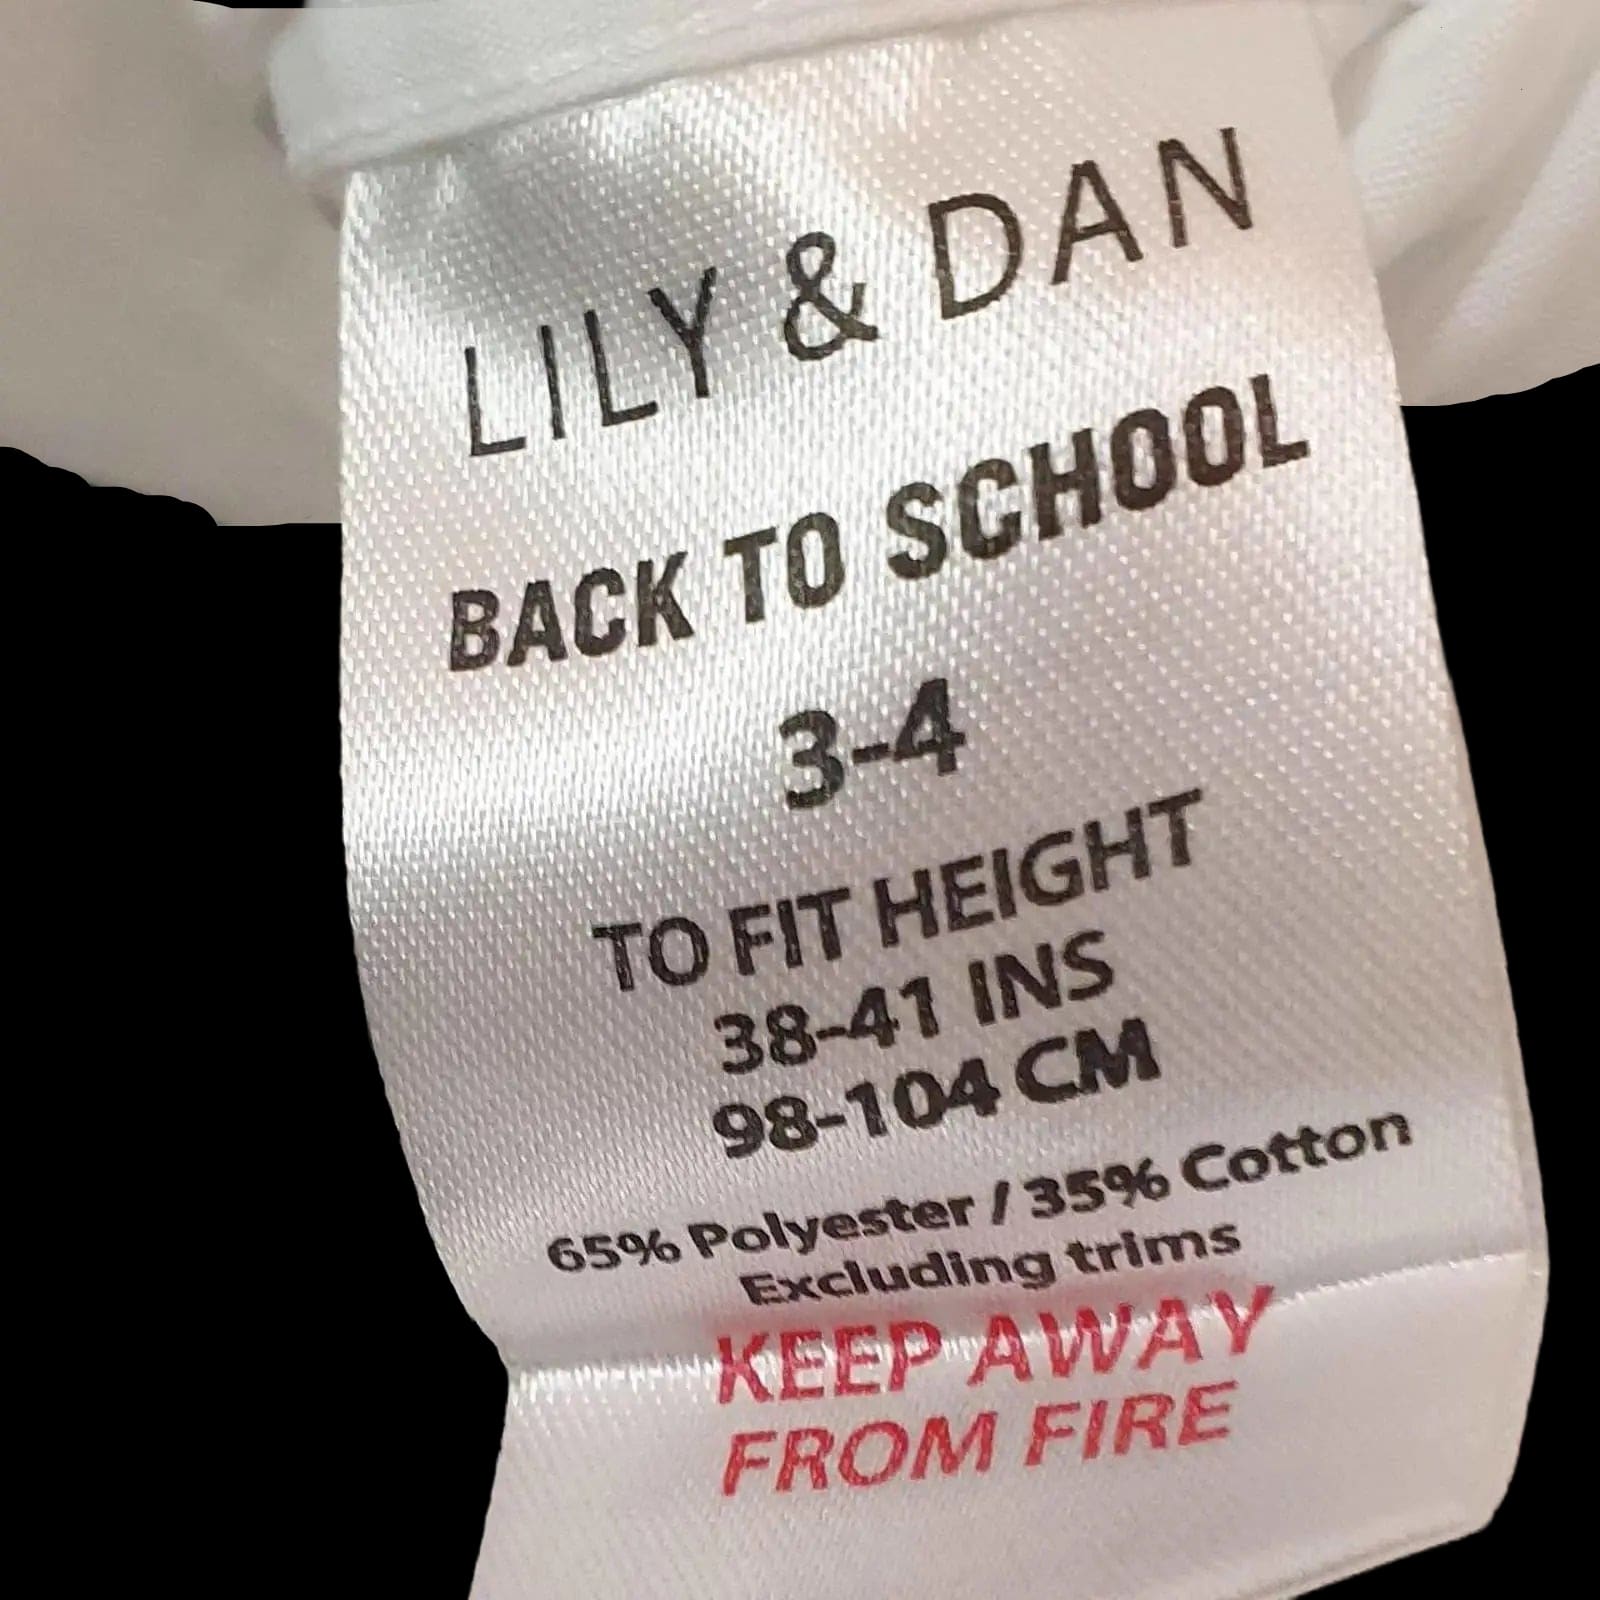 LILY & DAN
BACK TO SCHOOL
3-4
TO FIT HEIGHT
38-41 INS
98-104 CM
65% Polyester / 35% Cotton
Excluding trims
KEEP AWAY
FROM FIRE